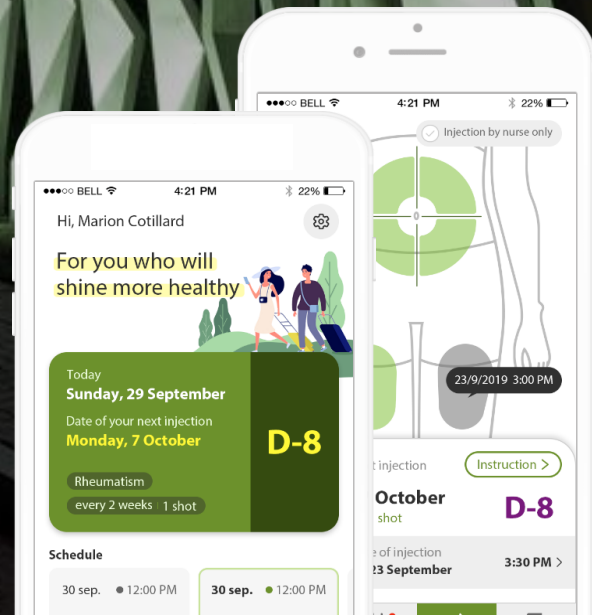 BELL 4:21 PM 22%
Hi, Marion Cotillard
For you who will
shine more healthy
Today
Sunday, 29 September
Date of your next injection
Monday, 7 October
D-8
Rheumatism
every 2 weeks 1 shot
Schedule
30 sep. 12:00 PM
30 sep. 12:00 PM
BELL 4:21 PM 22%
Injection by nurse only
0
23/9/2019 3:00 PM
injection
Instruction >
October
shot
D-8
of injection
23 September
3:30 PM >